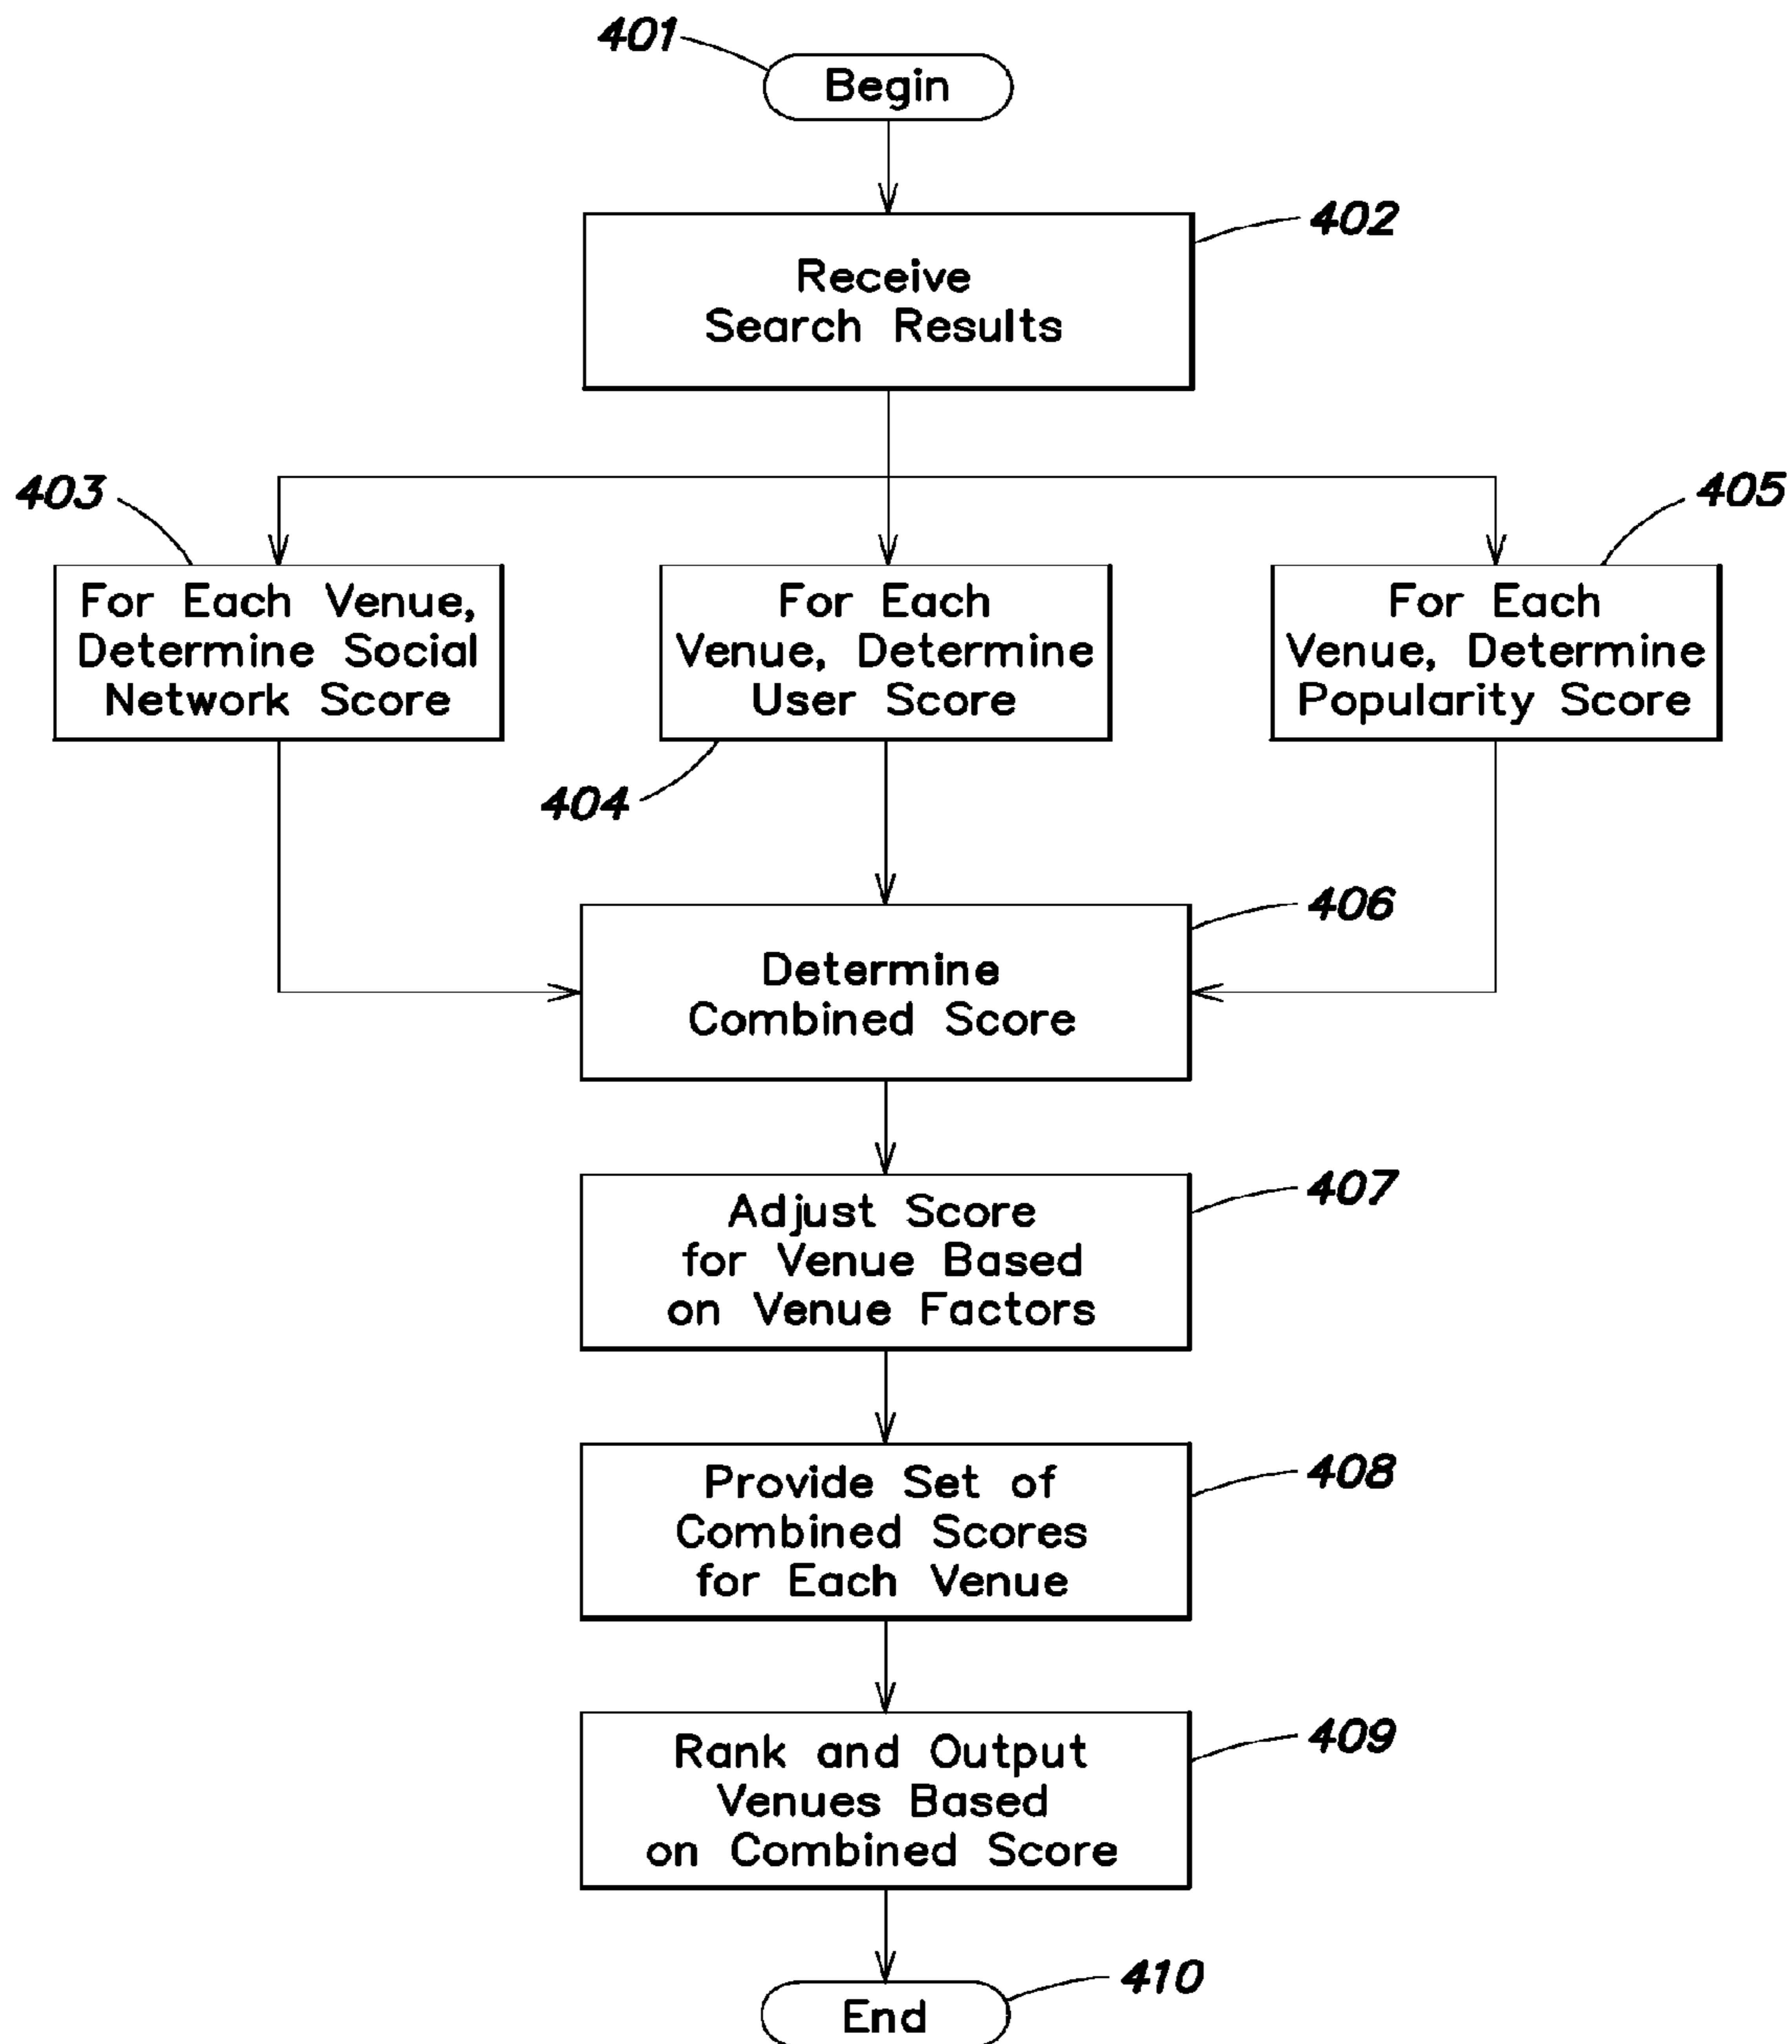 401
Begin
402
Receive
Search Results
403
For Each Venue,
Determine Social
Network Score
404
For Each
Venue, Determine
User Score
405
For Each
Venue, Determine
Popularity Score
406
Determine
Combined Score
407
Adjust Score
for Venue Based
on Venue Factors
408
Provide Set of
Combined Scores
for Each Venue
409
Rank and Output
Venues Based
on Combined Score
410
End